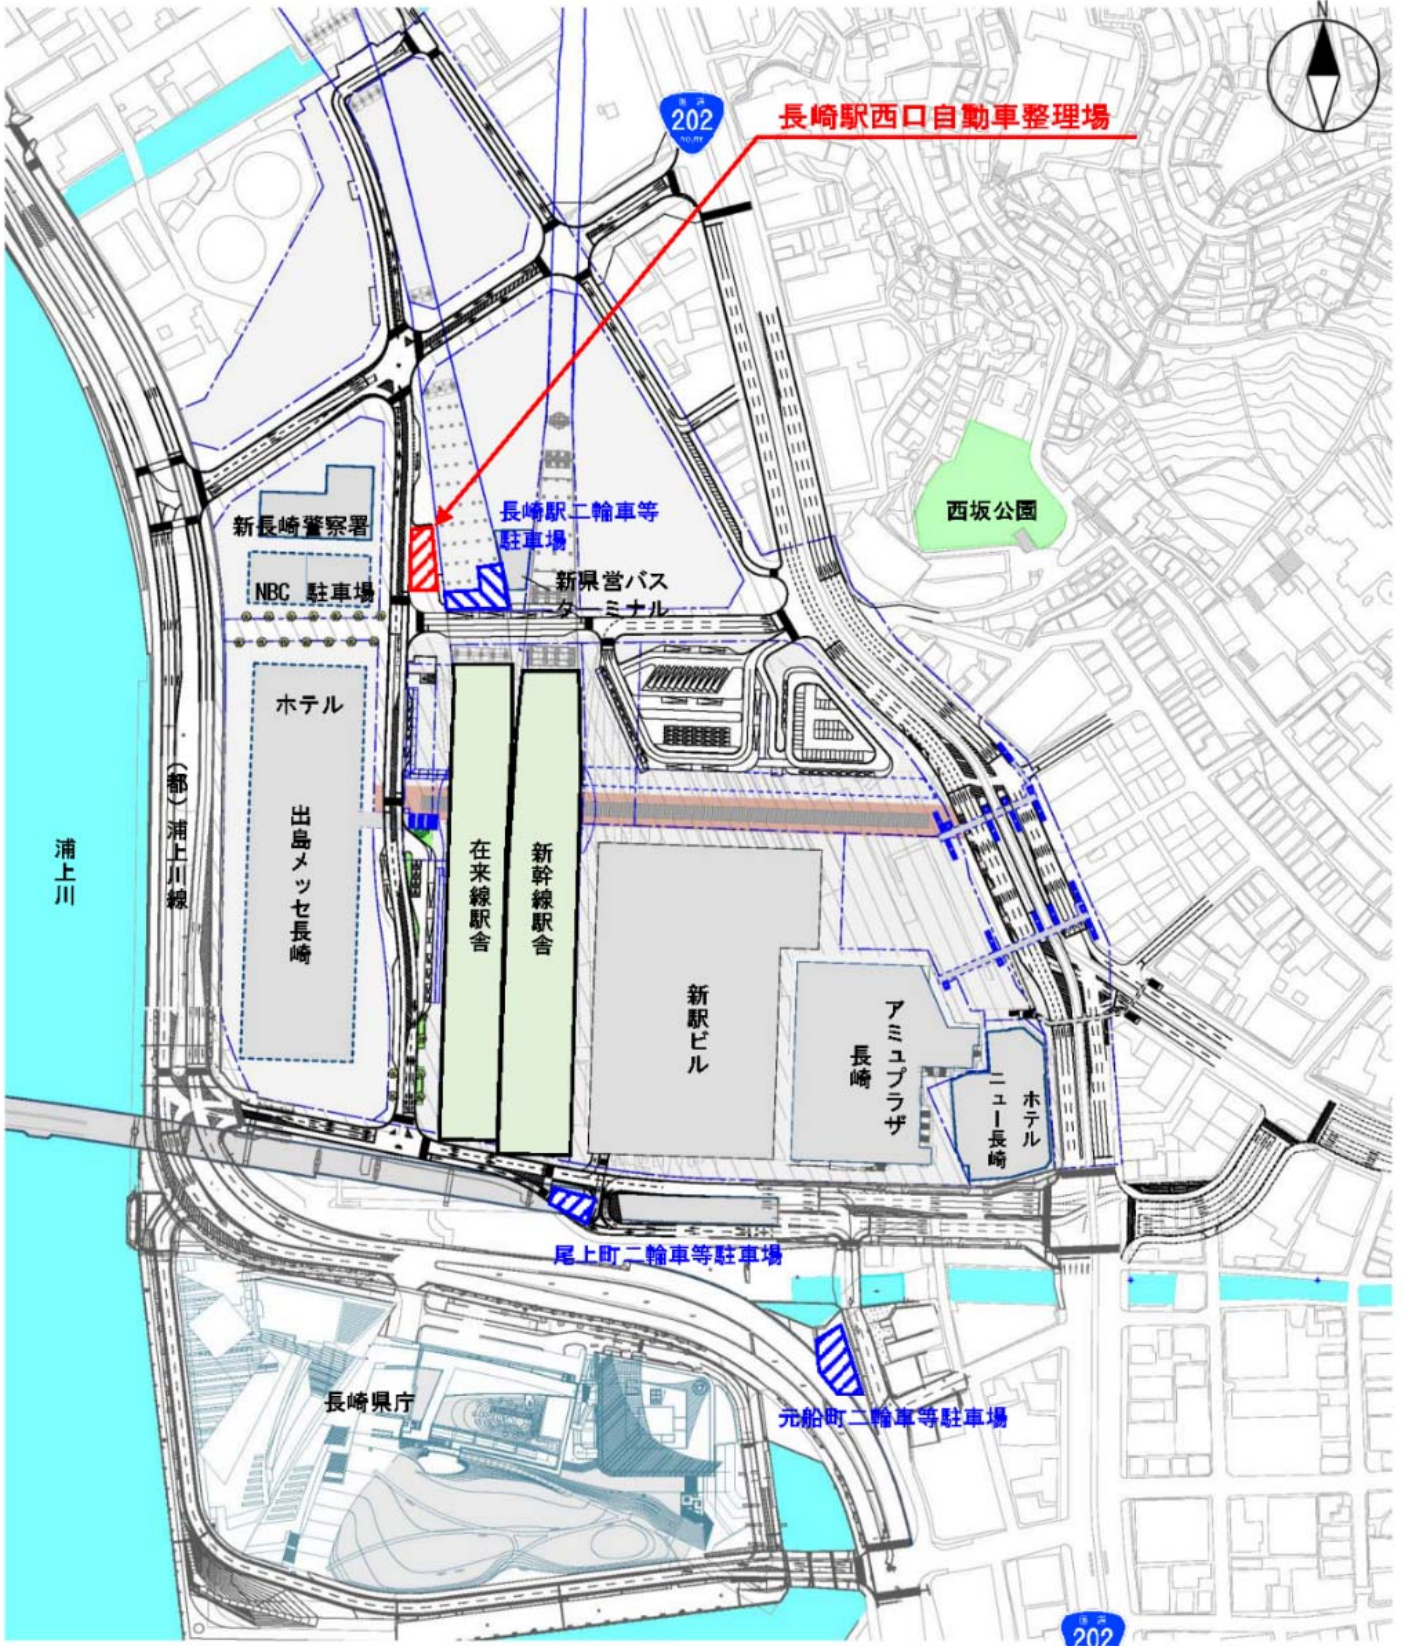 N
国道
202
ROUTE
長崎駅西口自動車整理場
西坂公園
新長崎警察署
長崎駅二輪車等
駐車場
NBC 駐車場
新県営バス
ターミナル
ホテル
出島メッセ長崎
(都)浦上川線
浦上川
在来線駅舎
新幹線駅舎
新駅ビル
アミュプラザ
長崎
ホテル
ニュー長崎
尾上町二輪車等駐車場
元船町二輪車等駐車場
長崎県庁
国道
202